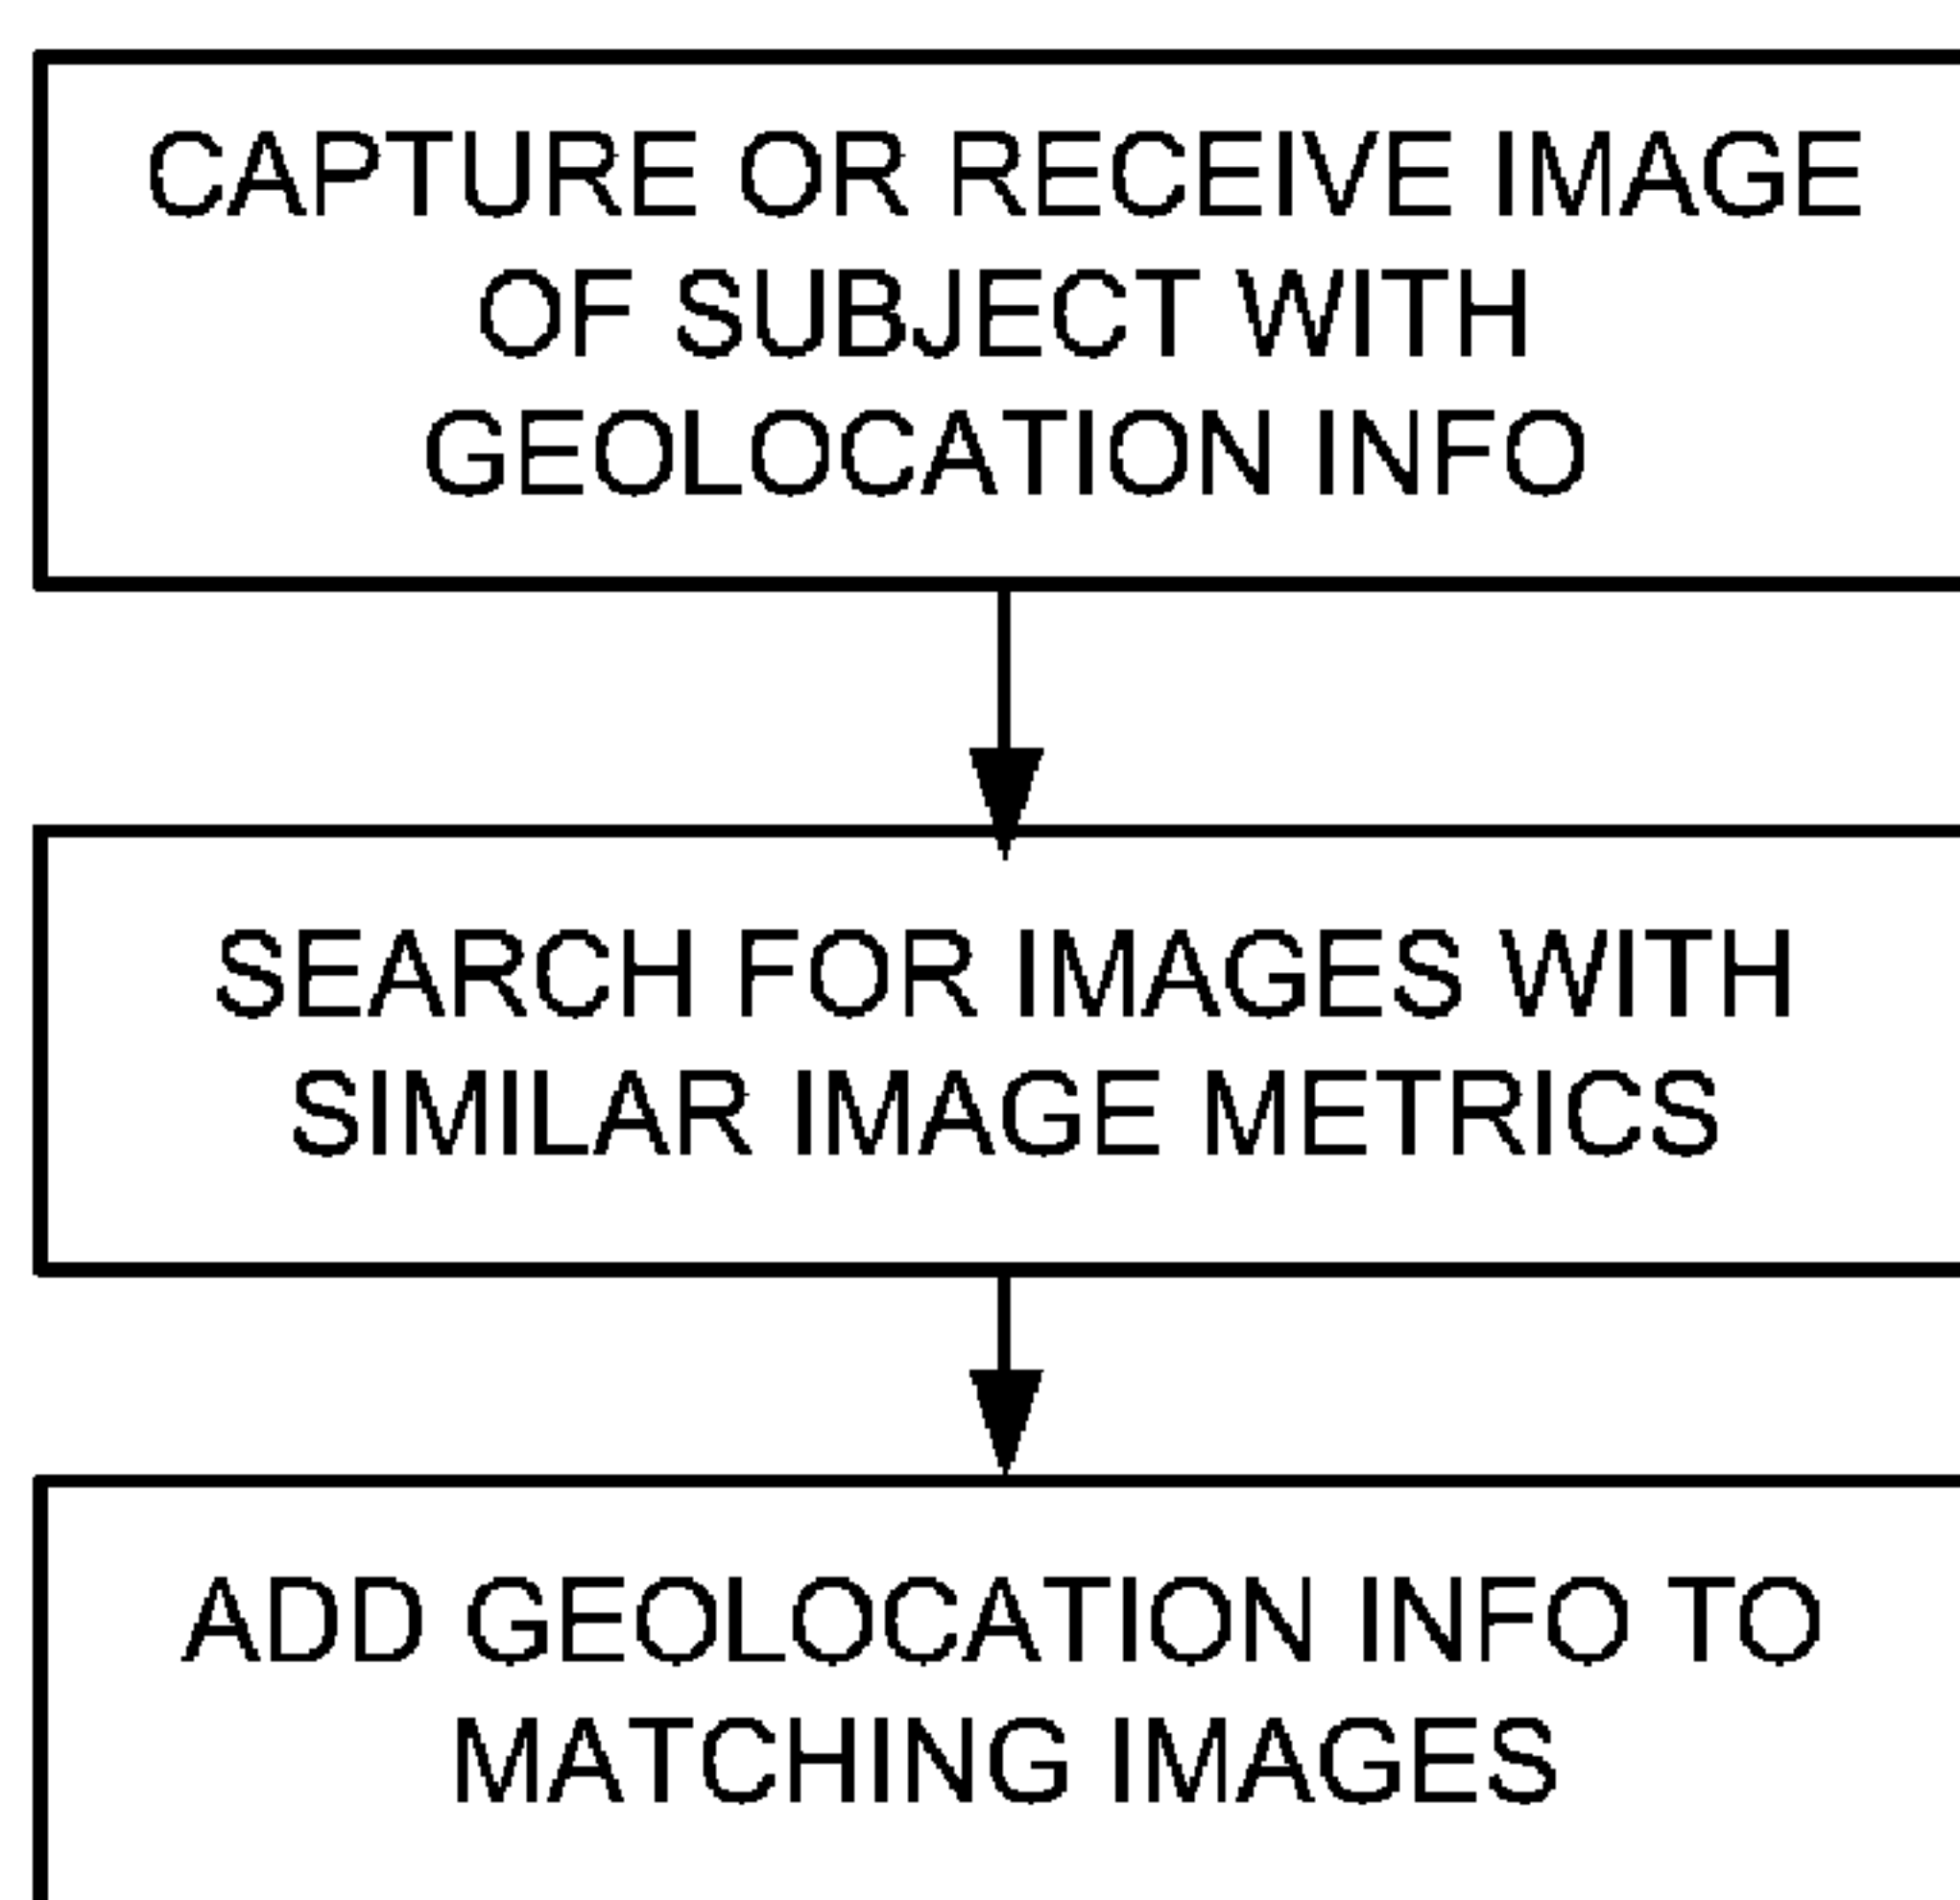 CAPTURE OR RECEIVE IMAGE
OF SUBJECT WITH
GEOLOCATION INFO
SEARCH FOR IMAGES WITH
SIMILAR IMAGE METRICS
ADD GEOLOCATION INFO TO
MATCHING IMAGES